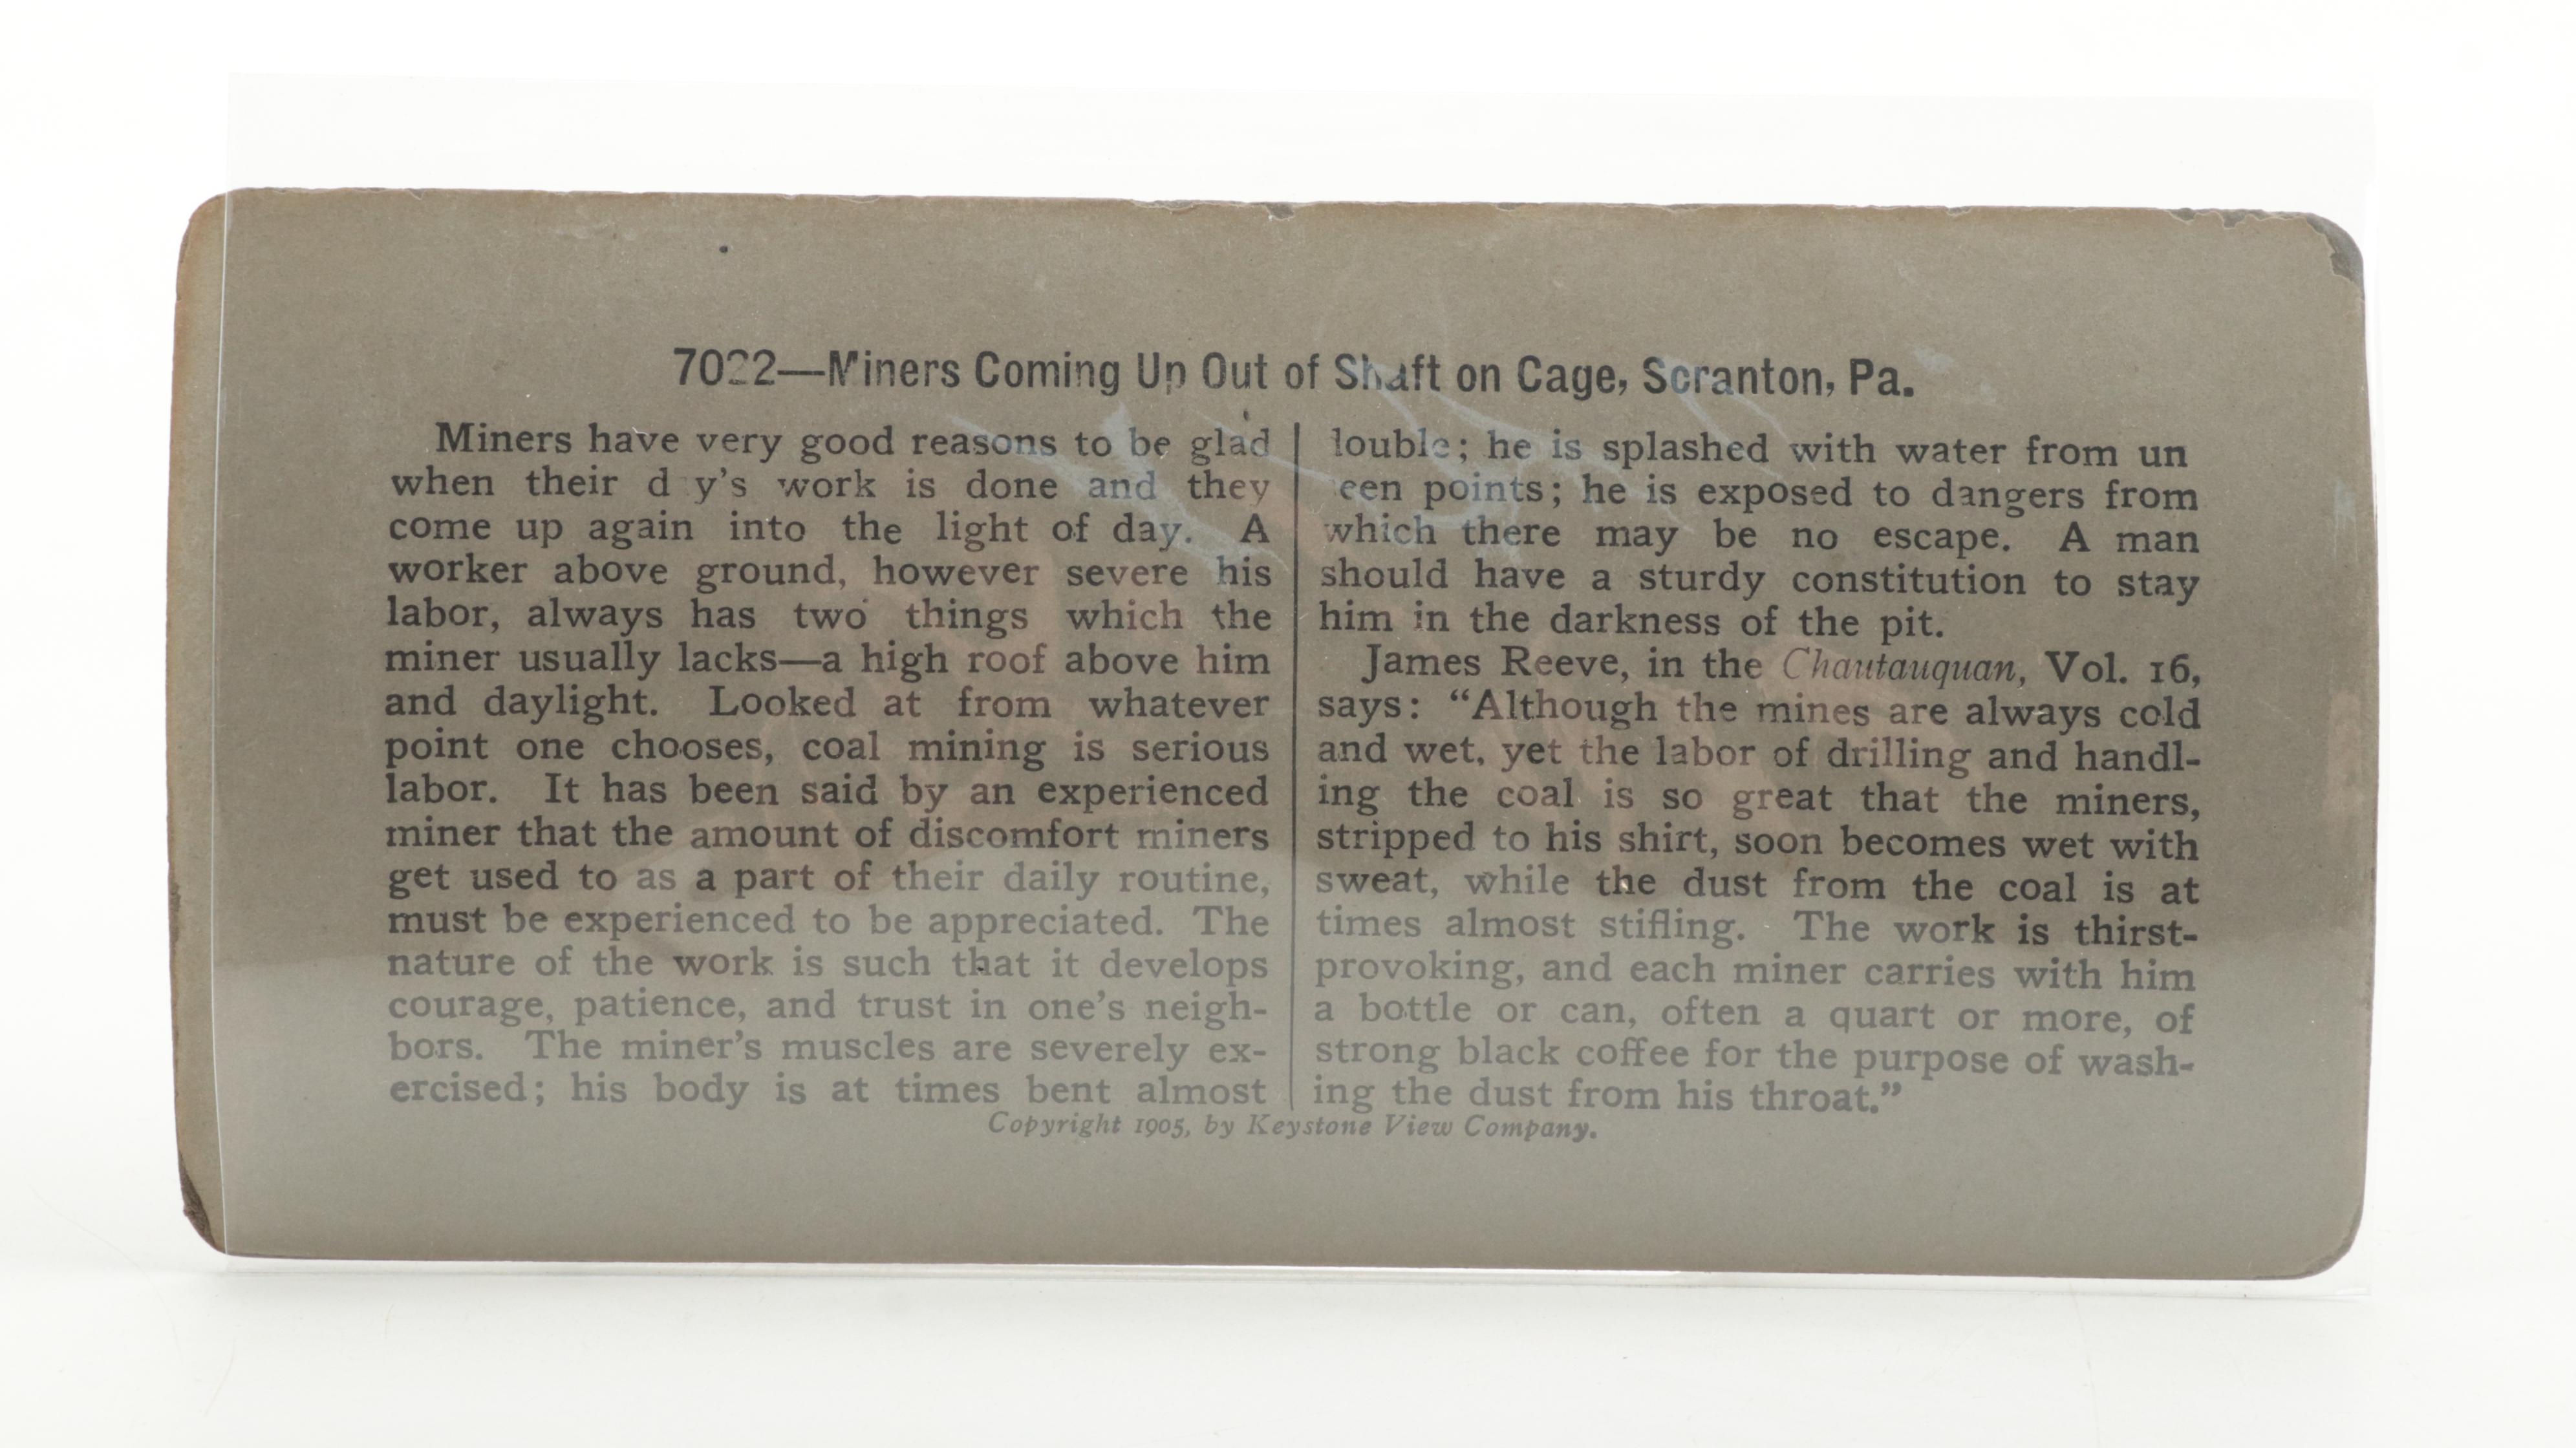 7022—Miners Coming Up Out of Shaft on Cage, Scranton, Pa.
Miners have very good reasons to be glad
when their d y's work is done and they
come up again into the light of day. A
worker above ground, however severe his
labor, always has two things which the
miner usually lacks—a high roof above him
and daylight. Looked at from whatever
point one chooses, coal mining is serious
labor. It has been said by an experienced
miner that the amount of discomfort miners
get used to as a part of their daily routine,
must be experienced to be appreciated. The
nature of the work is such that it develops
courage, patience, and trust in one's neigh-
bors. The miner's muscles are severely ex-
ercised; his body is at times bent almost
double; he is splashed with water from un
een points; he is exposed to dangers from
which there may be no escape. A man
should have a sturdy constitution to stay
him in the darkness of the pit.
James Reeve, in the Chautauquan, Vol. 16,
says: "Although the mines are always cold
and wet, yet the labor of drilling and handl-
ing the coal is so great that the miners,
stripped to his shirt, soon becomes wet with
sweat, while the dust from the coal is at
times almost stifling. The work is thirst-
provoking, and each miner carries with him
a bottle or can, often a quart or more, of
strong black coffee for the purpose of wash-
ing the dust from his throat."
Copyright 1905, by Keystone View Company.